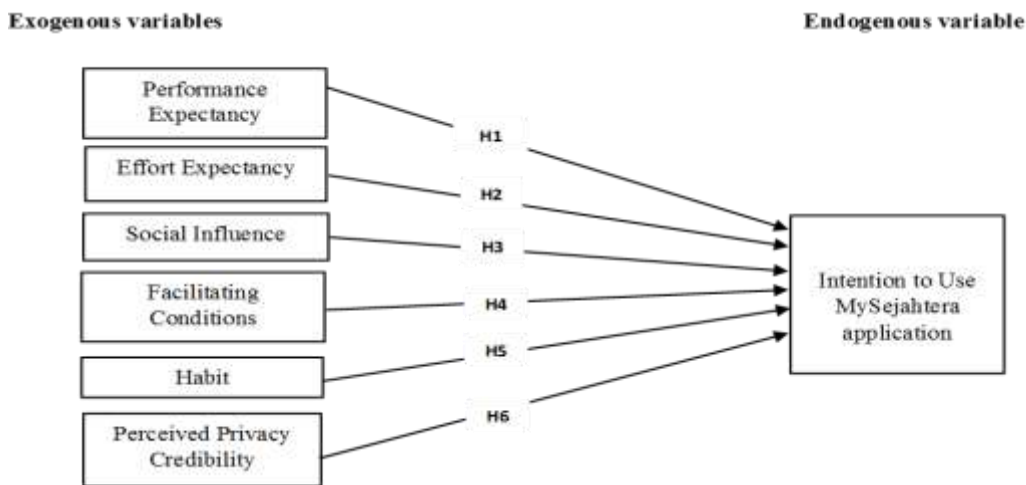 Exogenous variables
Endogenous variable
Performance
Expectancy
H1
Effort Expectancy
H2
Social Influence
H3
Facilitating
Conditions
H4
Habit
H5
Perceived Privacy
Credibility
H6
Intention to Use
MySejahtera
application